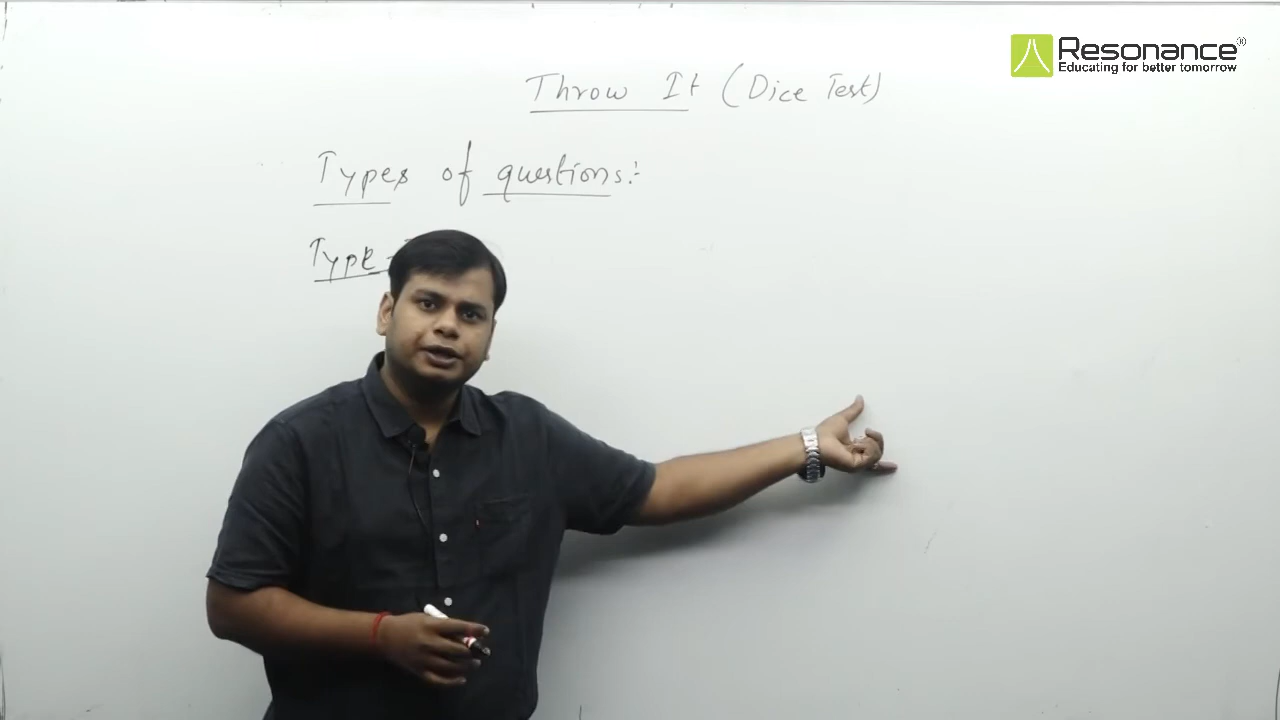 Resonance®
Educating for better tomorrow
Throw It (Dice Test)
Types of questions:-
Type -